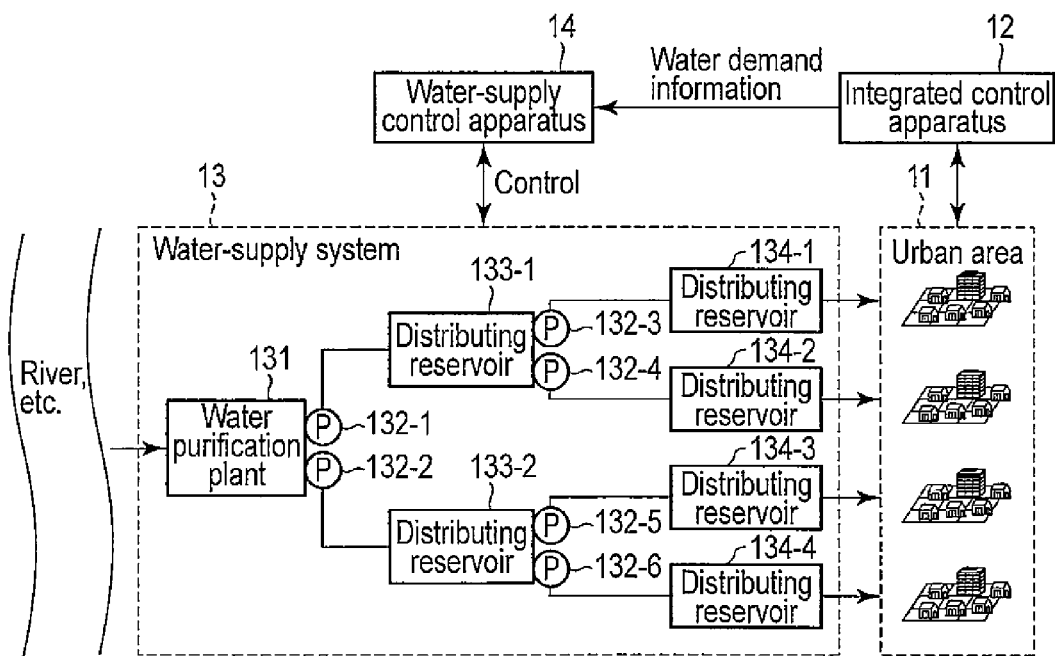 14
12
Water demand
information
Water-supply
control apparatus
Integrated control
apparatus
13
Control
11
Water-supply system
Urban area
133-1
134-1
Distributing
reservoir
P
132-3
Distributing
reservoir
P
132-4
134-2
Distributing
reservoir
River,
etc.
131
Water
purification
plant
P
132-1
P
132-2
133-2
134-3
Distributing
reservoir
P
132-5
Distributing
reservoir
P
132-6
134-4
Distributing
reservoir